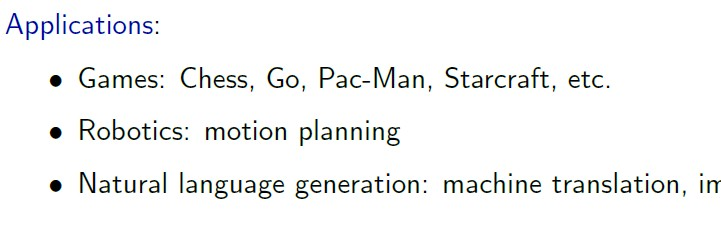 Applications:
• Games: Chess, Go, Pac-Man, Starcraft, etc.
• Robotics: motion planning
• Natural language generation: machine translation,